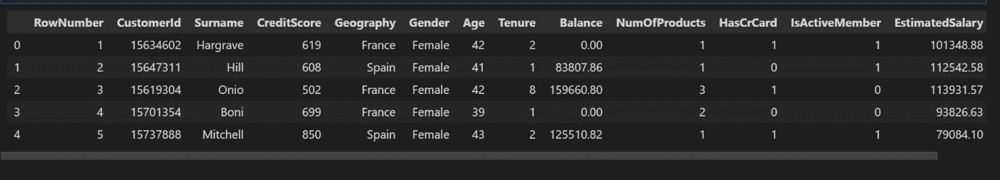 RowNumber CustomerId Surname CreditScore Geography Gender Age Tenure Balance NumOfProducts HasCrCard IsActiveMember EstimatedSalary
0 1 15634602 Hargrave 619 France Female 42 2 0.00 1 1 1 101348.88
1 2 15647311 Hill 608 Spain Female 41 1 83807.86 1 0 1 112542.58
2 3 15619304 Onio 502 France Female 42 8 159660.80 3 1 0 113931.57
3 4 15701354 Boni 699 France Female 39 1 0.00 2 0 0 93826.63
4 5 15737888 Mitchell 850 Spain Female 43 2 125510.82 1 1 1 79084.10